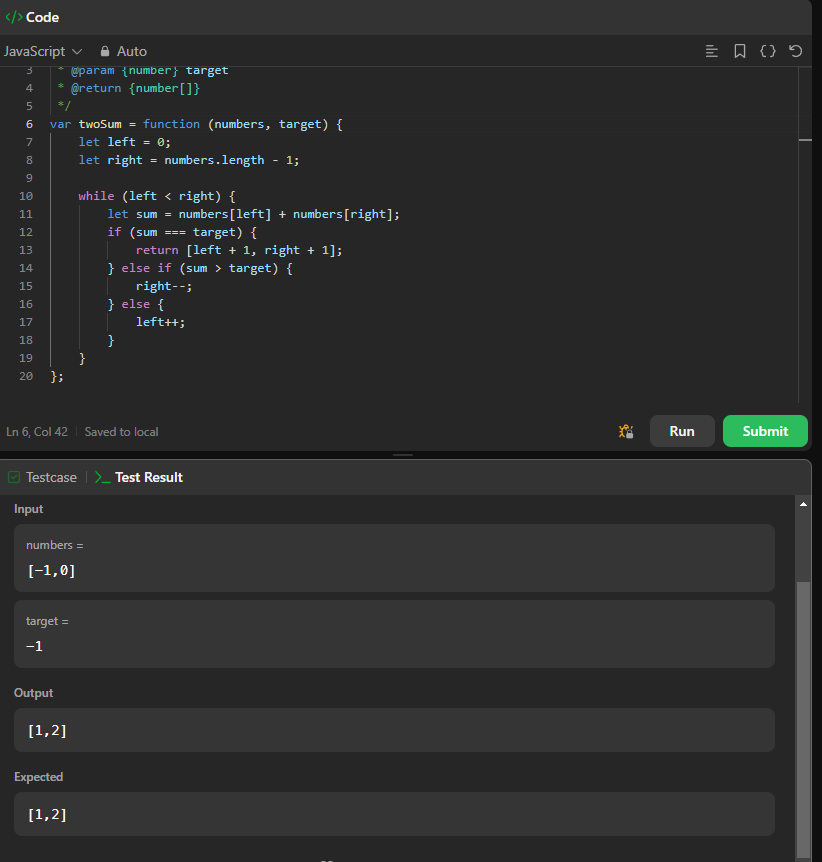 </> Code
JavaScript Auto
3 * @param {number} target
4 * @return {number[]}
5 */
6 var twoSum = function (numbers, target) {
7 let left = 0;
8 let right = numbers.length - 1;
9
10 while (left < right) {
11 let sum = numbers[left] + numbers[right];
12 if (sum === target) {
13 return [left + 1, right + 1];
14 } else if (sum > target) {
15 right--;
16 } else {
17 left++;
18 }
19 }
20 };
Ln 6, Col 42 Saved to local Run Submit
Testcase >_ Test Result
Input
numbers =
[-1,0]
target =
-1
Output
[1,2]
Expected
[1,2]